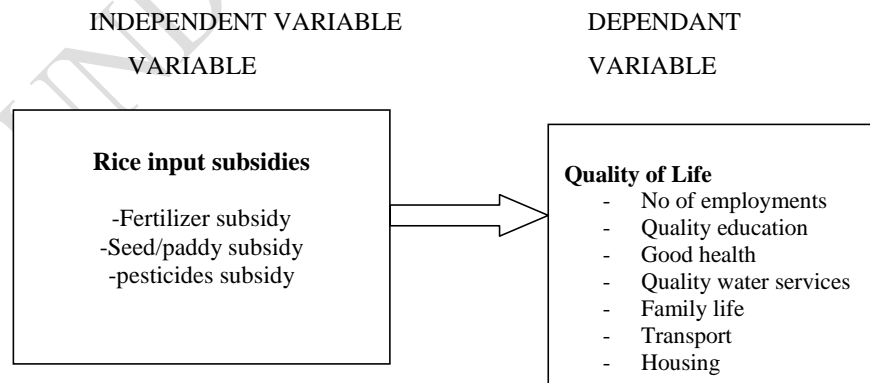 INDEPENDENT VARIABLE DEPENDANT
VARIABLE VARIABLE
Rice input subsidies
-Fertilizer subsidy
-Seed/paddy subsidy
-pesticides subsidy
Quality of Life
- No of employments
- Quality education
- Good health
- Quality water services
- Family life
- Transport
- Housing